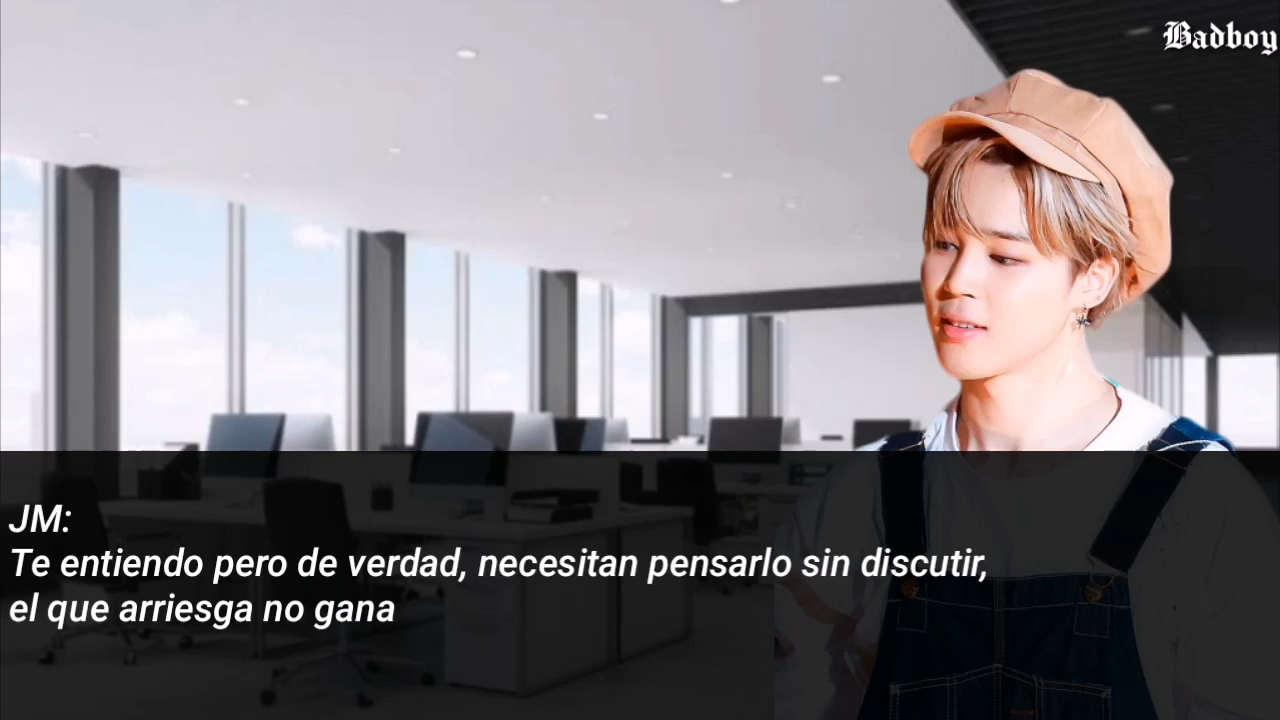 Badboy
JM:
Te entiendo pero de verdad, necesitan pensarlo sin discutir,
el que arriesga no gana